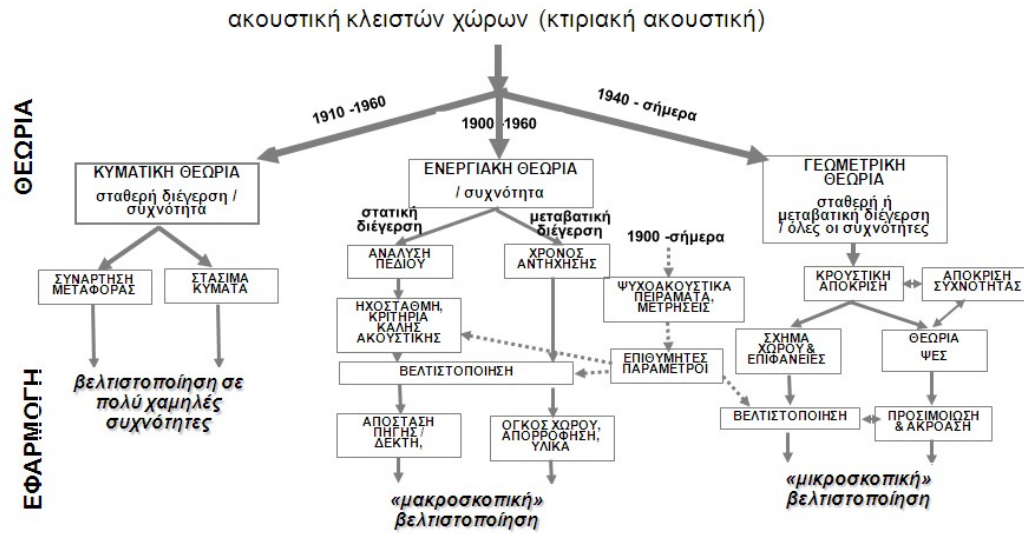 ακουστική κλειστών χώρων (κτιριακή ακουστική)
ΘΕΩΡΙΑ
1910 -1960
1900 -1960
1940 - σήμερα
ΚΥΜΑΤΙΚΗ ΘΕΩΡΙΑ
σταθερή διέγερση /
συχνότητα
ΕΝΕΡΓΙΑΚΗ ΘΕΩΡΙΑ
/ συχνότητα
ΓΕΩΜΕΤΡΙΚΗ
ΘΕΩΡΙΑ
σταθερή ή
μεταβατική διέγερση
/ όλες οι συχνότητες
στατική
διέγερση
μεταβατική
διέγερση
1900 -σήμερα
ΣΥΝΑΡΤΗΣΗ
ΜΕΤΑΦΟΡΑΣ
ΣΤΑΣΙΜΑ
ΚΥΜΑΤΑ
ΑΝΑΛΥΣΗ
ΠΕΔΙΟΥ
ΧΡΟΝΟΣ
ΑΝΤΗΧΗΣΗΣ
ΨΥΧΟΑΚΟΥΣΤΙΚΑ
ΠΕΙΡΑΜΑΤΑ,
ΜΕΤΡΗΣΕΙΣ
ΚΡΟΥΣΤΙΚΗ
ΑΠΟΚΡΙΣΗ
ΑΠΟΚΡΙΣΗ
ΣΥΧΝΟΤΗΤΑΣ
ΗΧΟΣΤΑΘΜΗ,
ΚΡΙΤΗΡΙΑ
ΚΑΛΗΣ
ΑΚΟΥΣΤΙΚΗΣ
ΣΧΗΜΑ
ΧΩΡΟΥ &
ΕΠΙΦΑΝΕΙΕΣ
ΘΕΩΡΙΑ
ΨΕΣ
ΕΦΑΡΜΟΓΗ
βελτιστοποίηση σε
πολύ χαμηλές
συχνότητες
ΒΕΛΤΙΣΤΟΠΟΙΗΣΗ
ΕΠΙΘΥΜΗΤΕΣ
ΠΑΡΑΜΕΤΡΟΙ
ΑΠΟΣΤΑΣΗ
ΠΗΓΗΣ /
ΔΕΚΤΗ,
ΟΓΚΟΣ ΧΩΡΟΥ,
ΑΠΟΡΡΟΦΗΣΗ,
ΥΛΙΚΑ
ΒΕΛΤΙΣΤΟΠΟΙΗΣΗ
ΠΡΟΣΙΜΟΙΩΣΗ
& ΑΚΡΟΑΣΗ
«μακροσκοπική»
βελτιστοποίηση
«μικροσκοπική»
βελτιστοποίηση